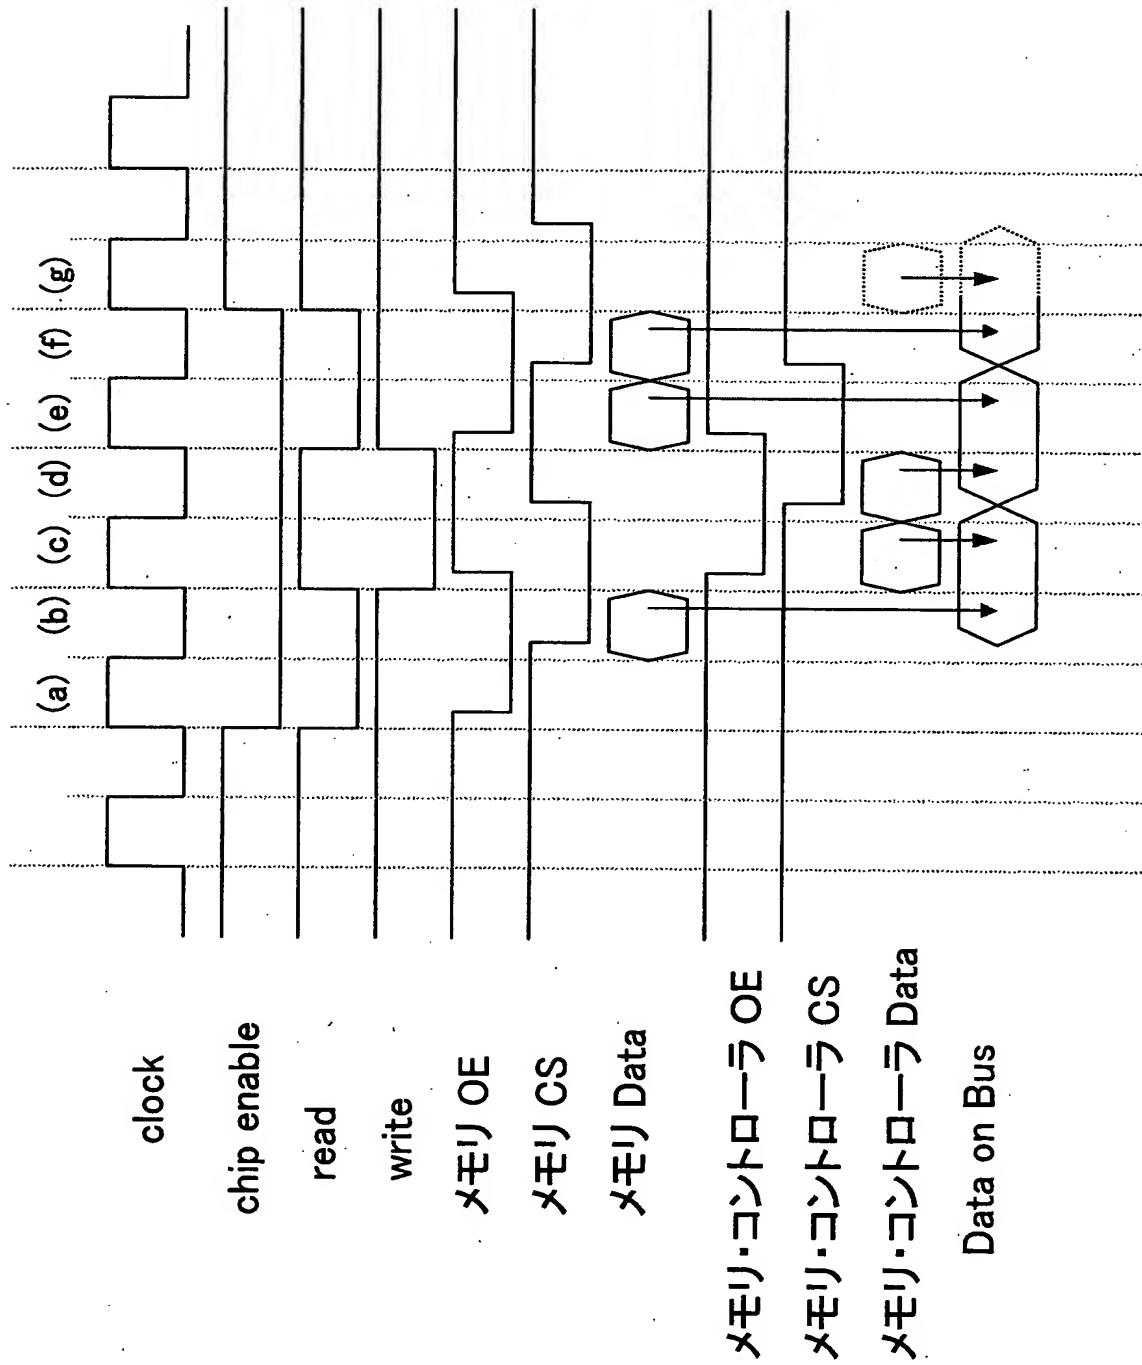 (a) (b) (c) (d) (e) (f) (g)
clock
chip enable
read
write
メモリ OE
メモリ CS
メモリ Data
メモリ・コントローラ OE
メモリ・コントローラ CS
メモリ・コントローラ Data
Data on Bus